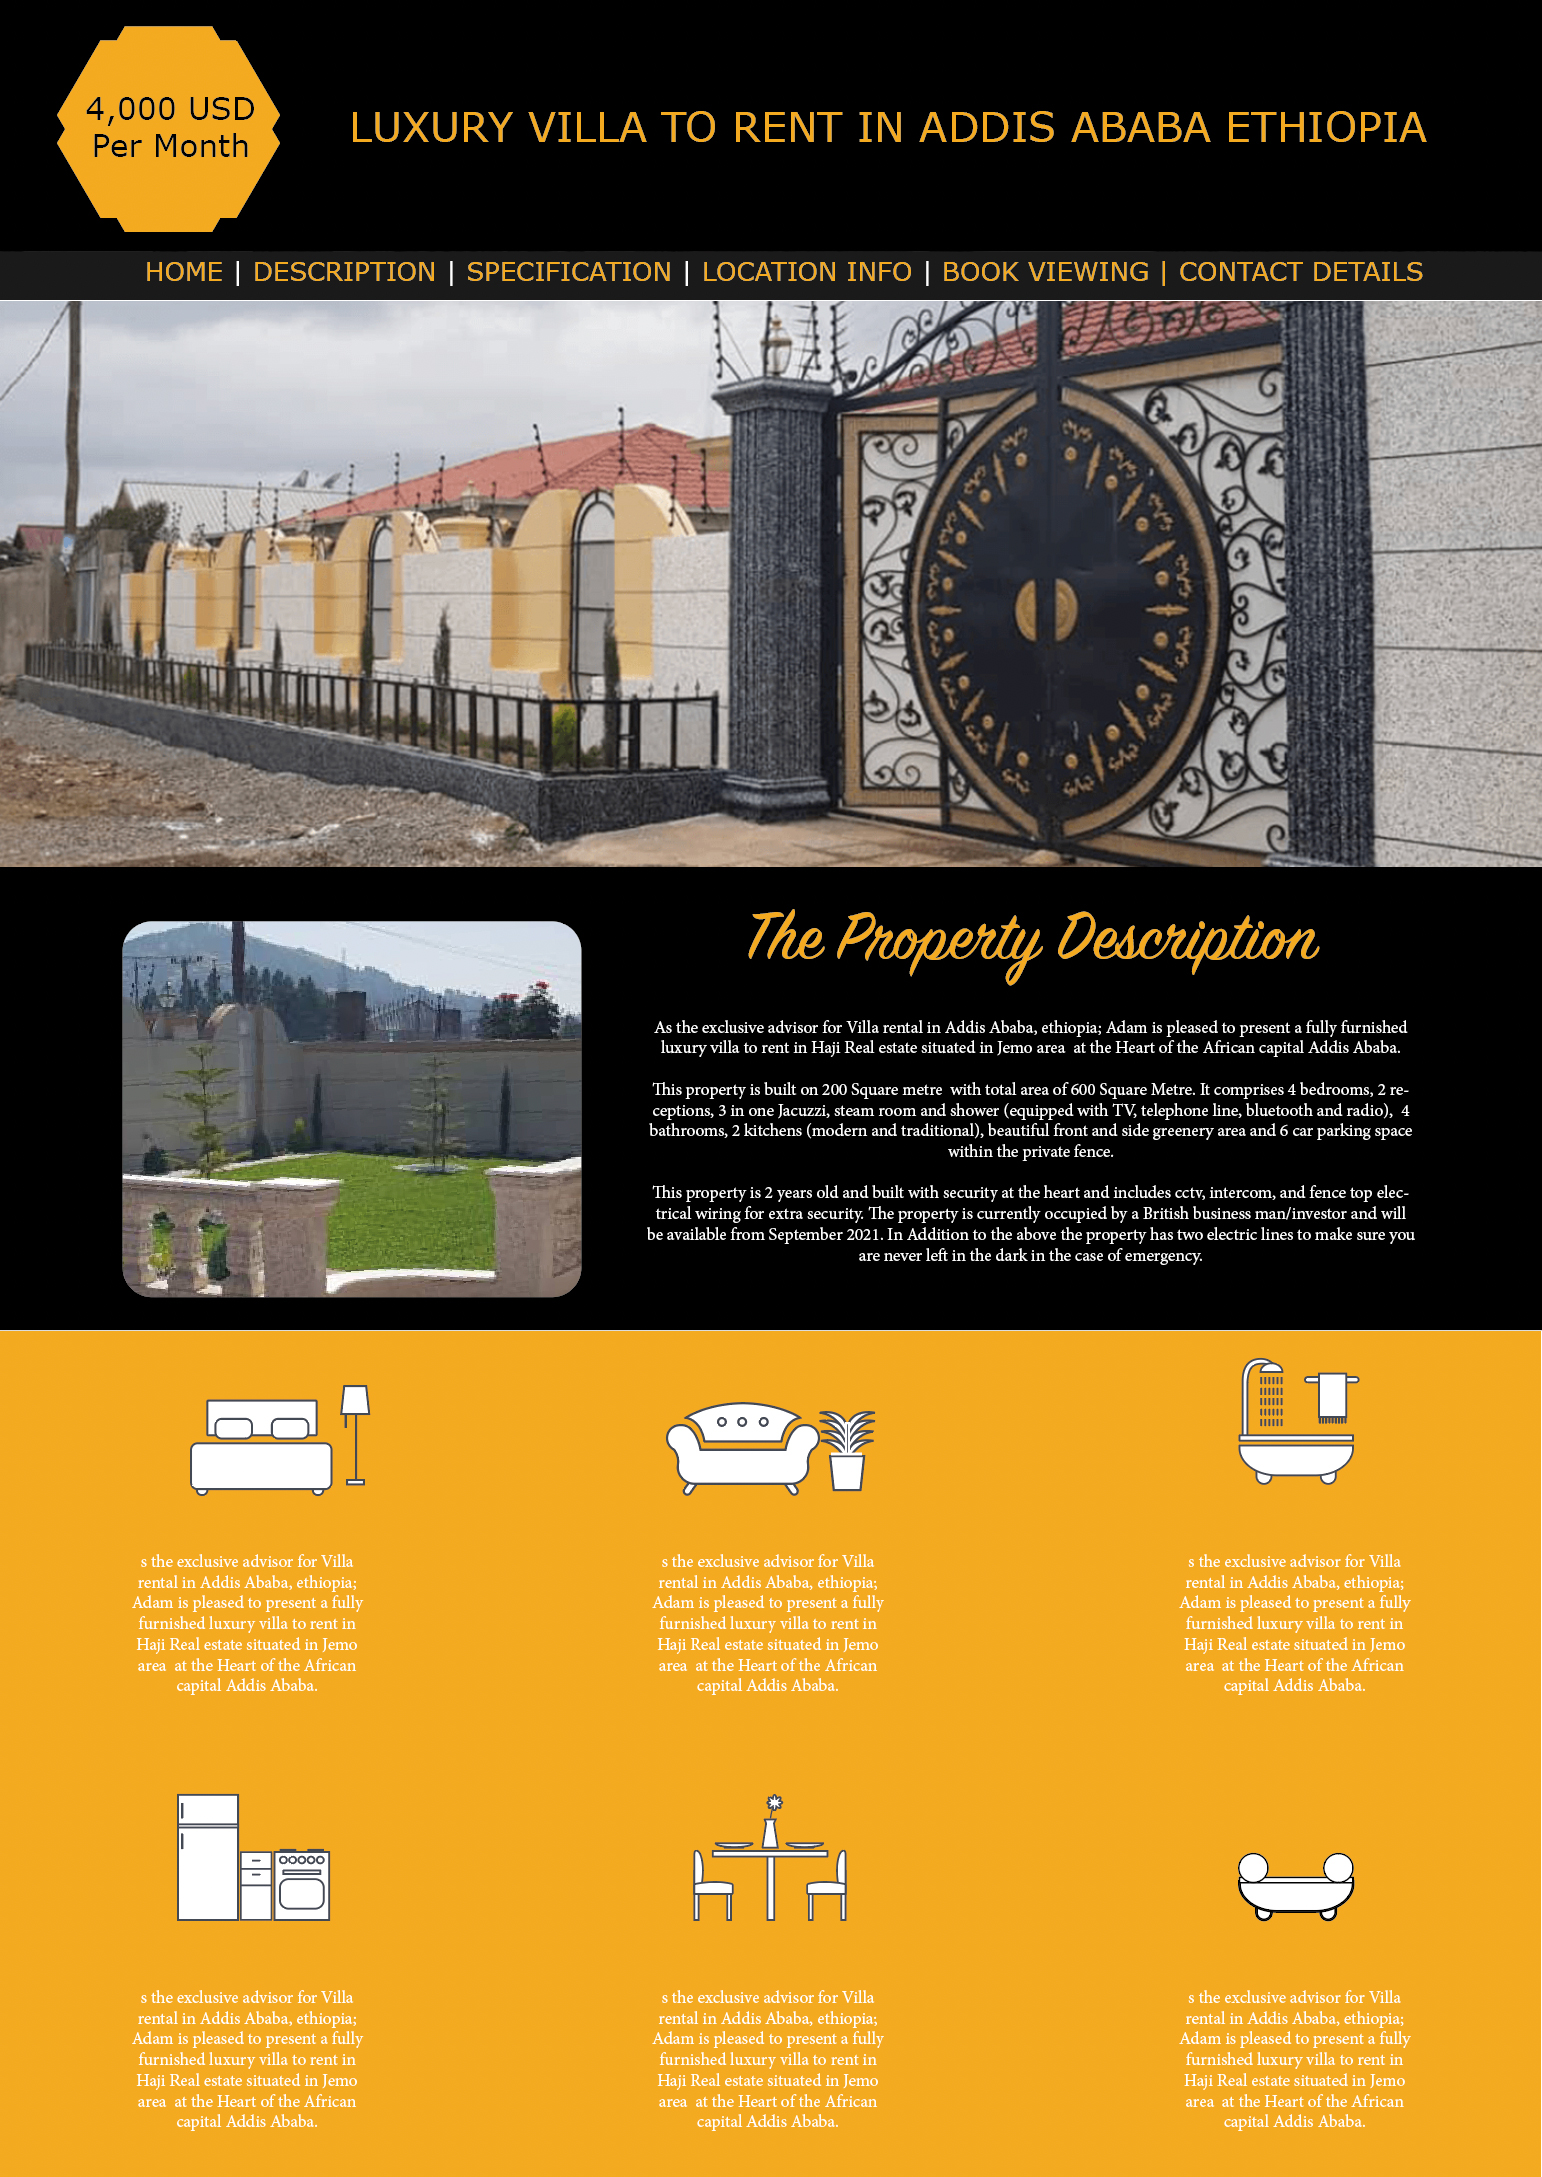 4,000 USD
Per Month
LUXURY VILLA TO RENT IN ADDIS ABABA ETHIOPIA
HOME | DESCRIPTION | SPECIFICATION | LOCATION INFO | BOOK VIEWING | CONTACT DETAILS
The Property Description
As the exclusive advisor for Villa rental in Addis Ababa, ethiopia; Adam is pleased to present a fully furnished
luxury villa to rent in Haji Real estate situated in Jemo area  at the Heart of the African capital Addis Ababa.
This property is built on 200 Square metre  with total area of 600 Square Metre. It comprises 4 bedrooms, 2 re-
ceptions, 3 in one Jacuzzi, steam room and shower (equipped with TV, telephone line, bluetooth and radio),  4
bathrooms, 2 kitchens (modern and traditional), beautiful front and side greenery area and 6 car parking space
within the private fence.
This property is 2 years old and built with security at the heart and includes cctv, intercom, and fence top elec-
trical wiring for extra security. The property is currently occupied by a British business man/investor and will
be available from September 2021. In Addition to the above the property has two electric lines to make sure you
are never left in the dark in the case of emergency.
s the exclusive advisor for Villa
rental in Addis Ababa, ethiopia;
Adam is pleased to present a fully
furnished luxury villa to rent in
Haji Real estate situated in Jemo
area  at the Heart of the African
capital Addis Ababa.
s the exclusive advisor for Villa
rental in Addis Ababa, ethiopia;
Adam is pleased to present a fully
furnished luxury villa to rent in
Haji Real estate situated in Jemo
area  at the Heart of the African
capital Addis Ababa.
s the exclusive advisor for Villa
rental in Addis Ababa, ethiopia;
Adam is pleased to present a fully
furnished luxury villa to rent in
Haji Real estate situated in Jemo
area  at the Heart of the African
capital Addis Ababa.
s the exclusive advisor for Villa
rental in Addis Ababa, ethiopia;
Adam is pleased to present a fully
furnished luxury villa to rent in
Haji Real estate situated in Jemo
area  at the Heart of the African
capital Addis Ababa.
s the exclusive advisor for Villa
rental in Addis Ababa, ethiopia;
Adam is pleased to present a fully
furnished luxury villa to rent in
Haji Real estate situated in Jemo
area  at the Heart of the African
capital Addis Ababa.
s the exclusive advisor for Villa
rental in Addis Ababa, ethiopia;
Adam is pleased to present a fully
furnished luxury villa to rent in
Haji Real estate situated in Jemo
area  at the Heart of the African
capital Addis Ababa.